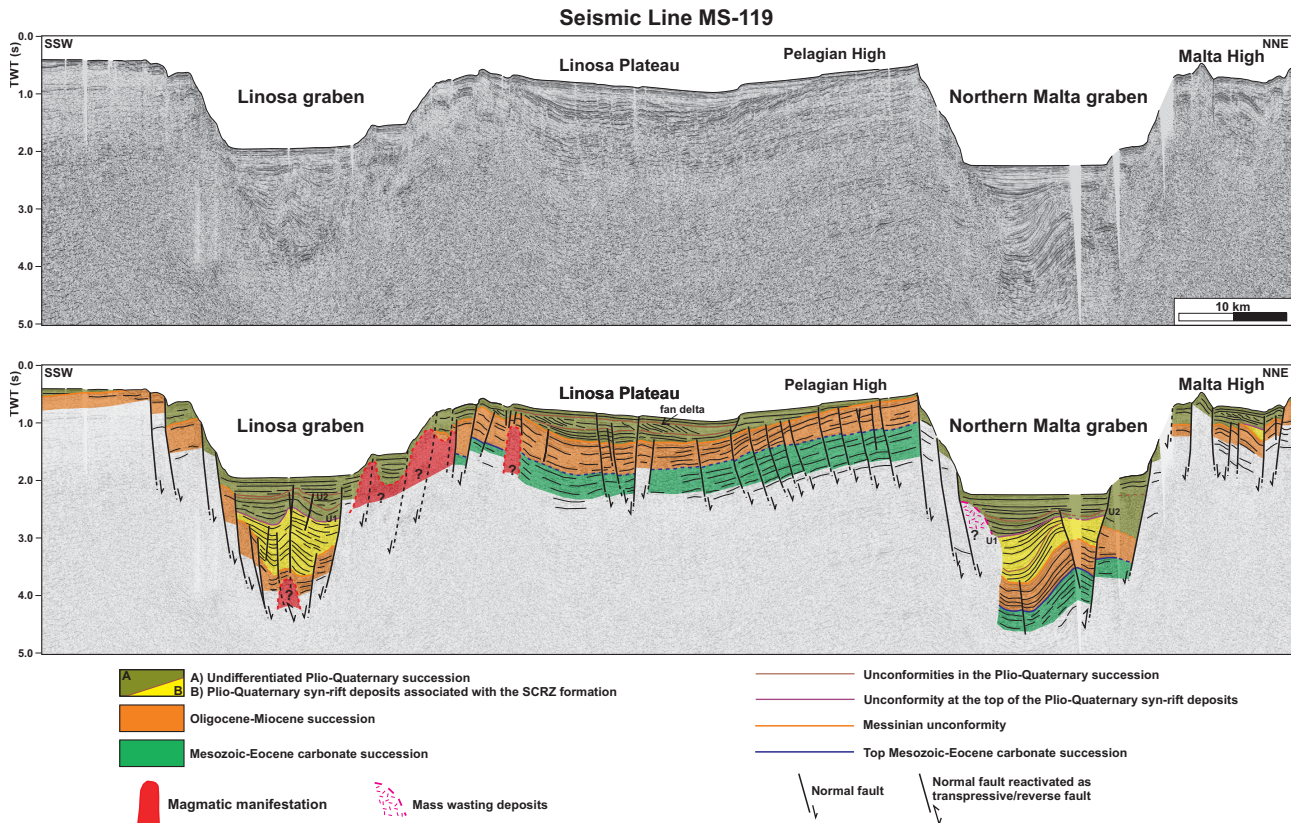 Seismic Line MS-119
TWT (s)
0.0
1.0
2.0
3.0
4.0
5.0
SSW
NNE
Linosa graben
Linosa Plateau
Pelagian High
Northern Malta graben
Malta High
10 km
TWT (s)
0.0
1.0
2.0
3.0
4.0
5.0
SSW
NNE
Linosa graben
Linosa Plateau
fan delta
Pelagian High
Northern Malta graben
Malta High
U2
U1
?
?
?
?
?
U1
U2
A
B
A) Undifferentiated Plio-Quaternary succession
B) Plio-Quaternary syn-rift deposits associated with the SCRZ formation
Oligocene-Miocene succession
Mesozoic-Eocene carbonate succession
Magmatic manifestation
Mass wasting deposits
Unconformities in the Plio-Quaternary succession
Unconformity at the top of the Plio-Quaternary syn-rift deposits
Messinian unconformity
Top Mesozoic-Eocene carbonate succession
Normal fault
Normal fault reactivated as
transpressive/reverse fault